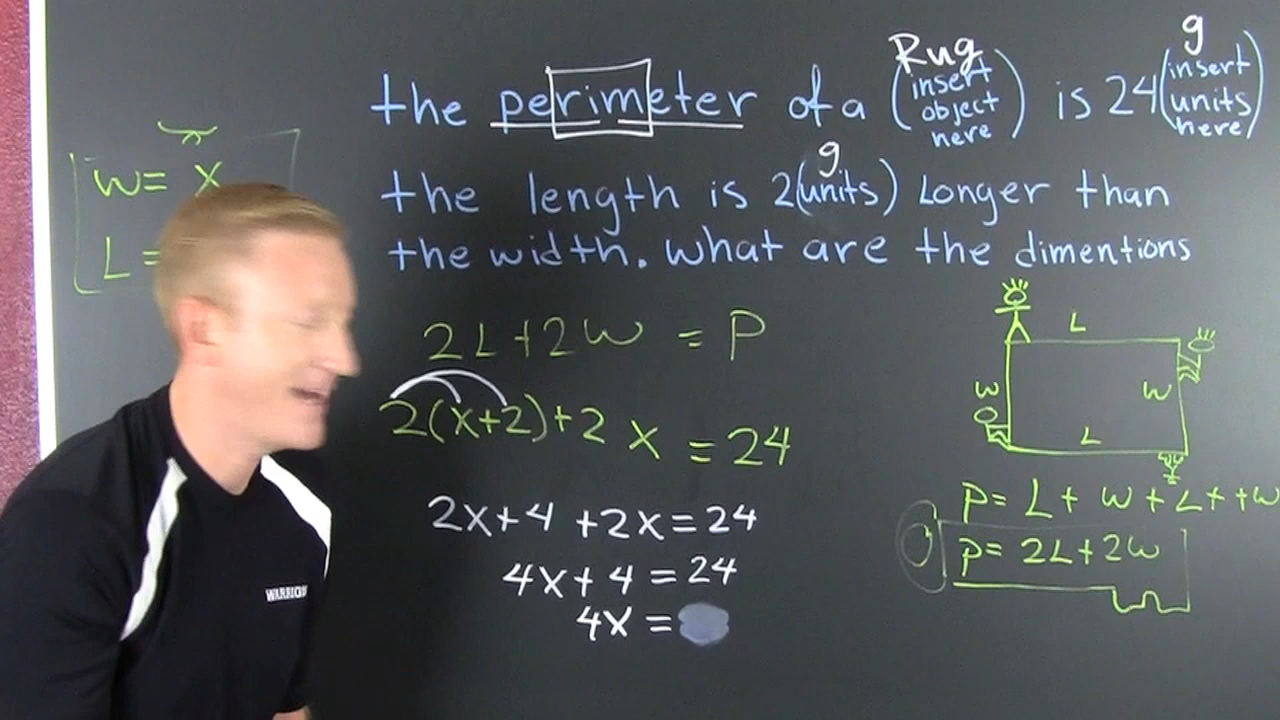 Rug g
the perimeter of a (insert object here) is 24 (insert units here)
g
the length is 2(units) longer than
the width. What are the dimentions
W= x
L =
2L+2W = P
2(x+2)+2 x = 24
2x+4 +2x=24
4x+4 =24
4x =
L
W W
L
P= L+ W+L++W
P= 2L+2W
WARRIO